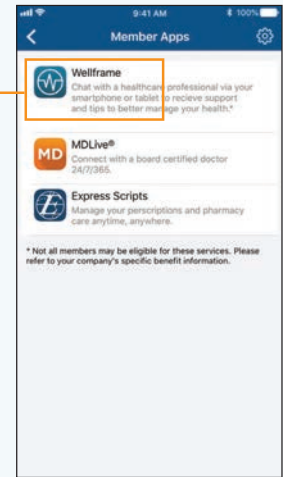 9:41 AM
100%
Member Apps
Wellframe
Chat with a healthcare professional via your
smartphone or tablet to recieve support
and tips to better manage your health.*
MD
MDLive®
Connect with a board certified doctor
24/7/365.
Express Scripts
Manage your perscriptions and pharmacy
care anytime, anywhere.
* Not all members may be eligible for these services. Please
refer to your company's specific benefit information.